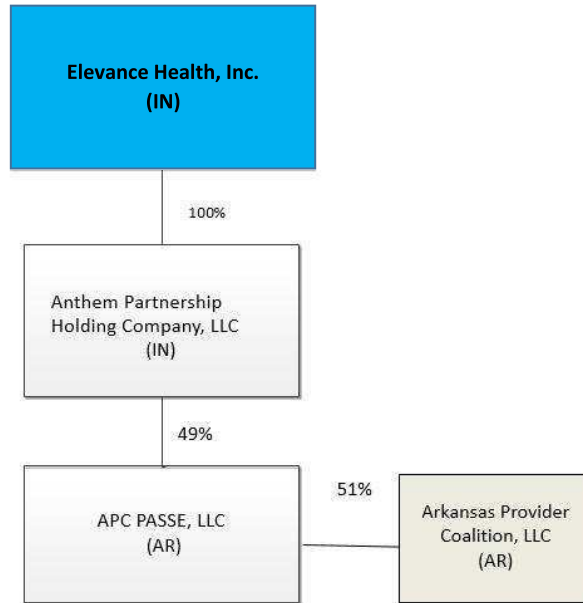 Elevance Health, Inc.
(IN)
100%
Anthem Partnership
Holding Company, LLC
(IN)
49%
APC PASSE, LLC
(AR)
51%
Arkansas Provider
Coalition, LLC
(AR)